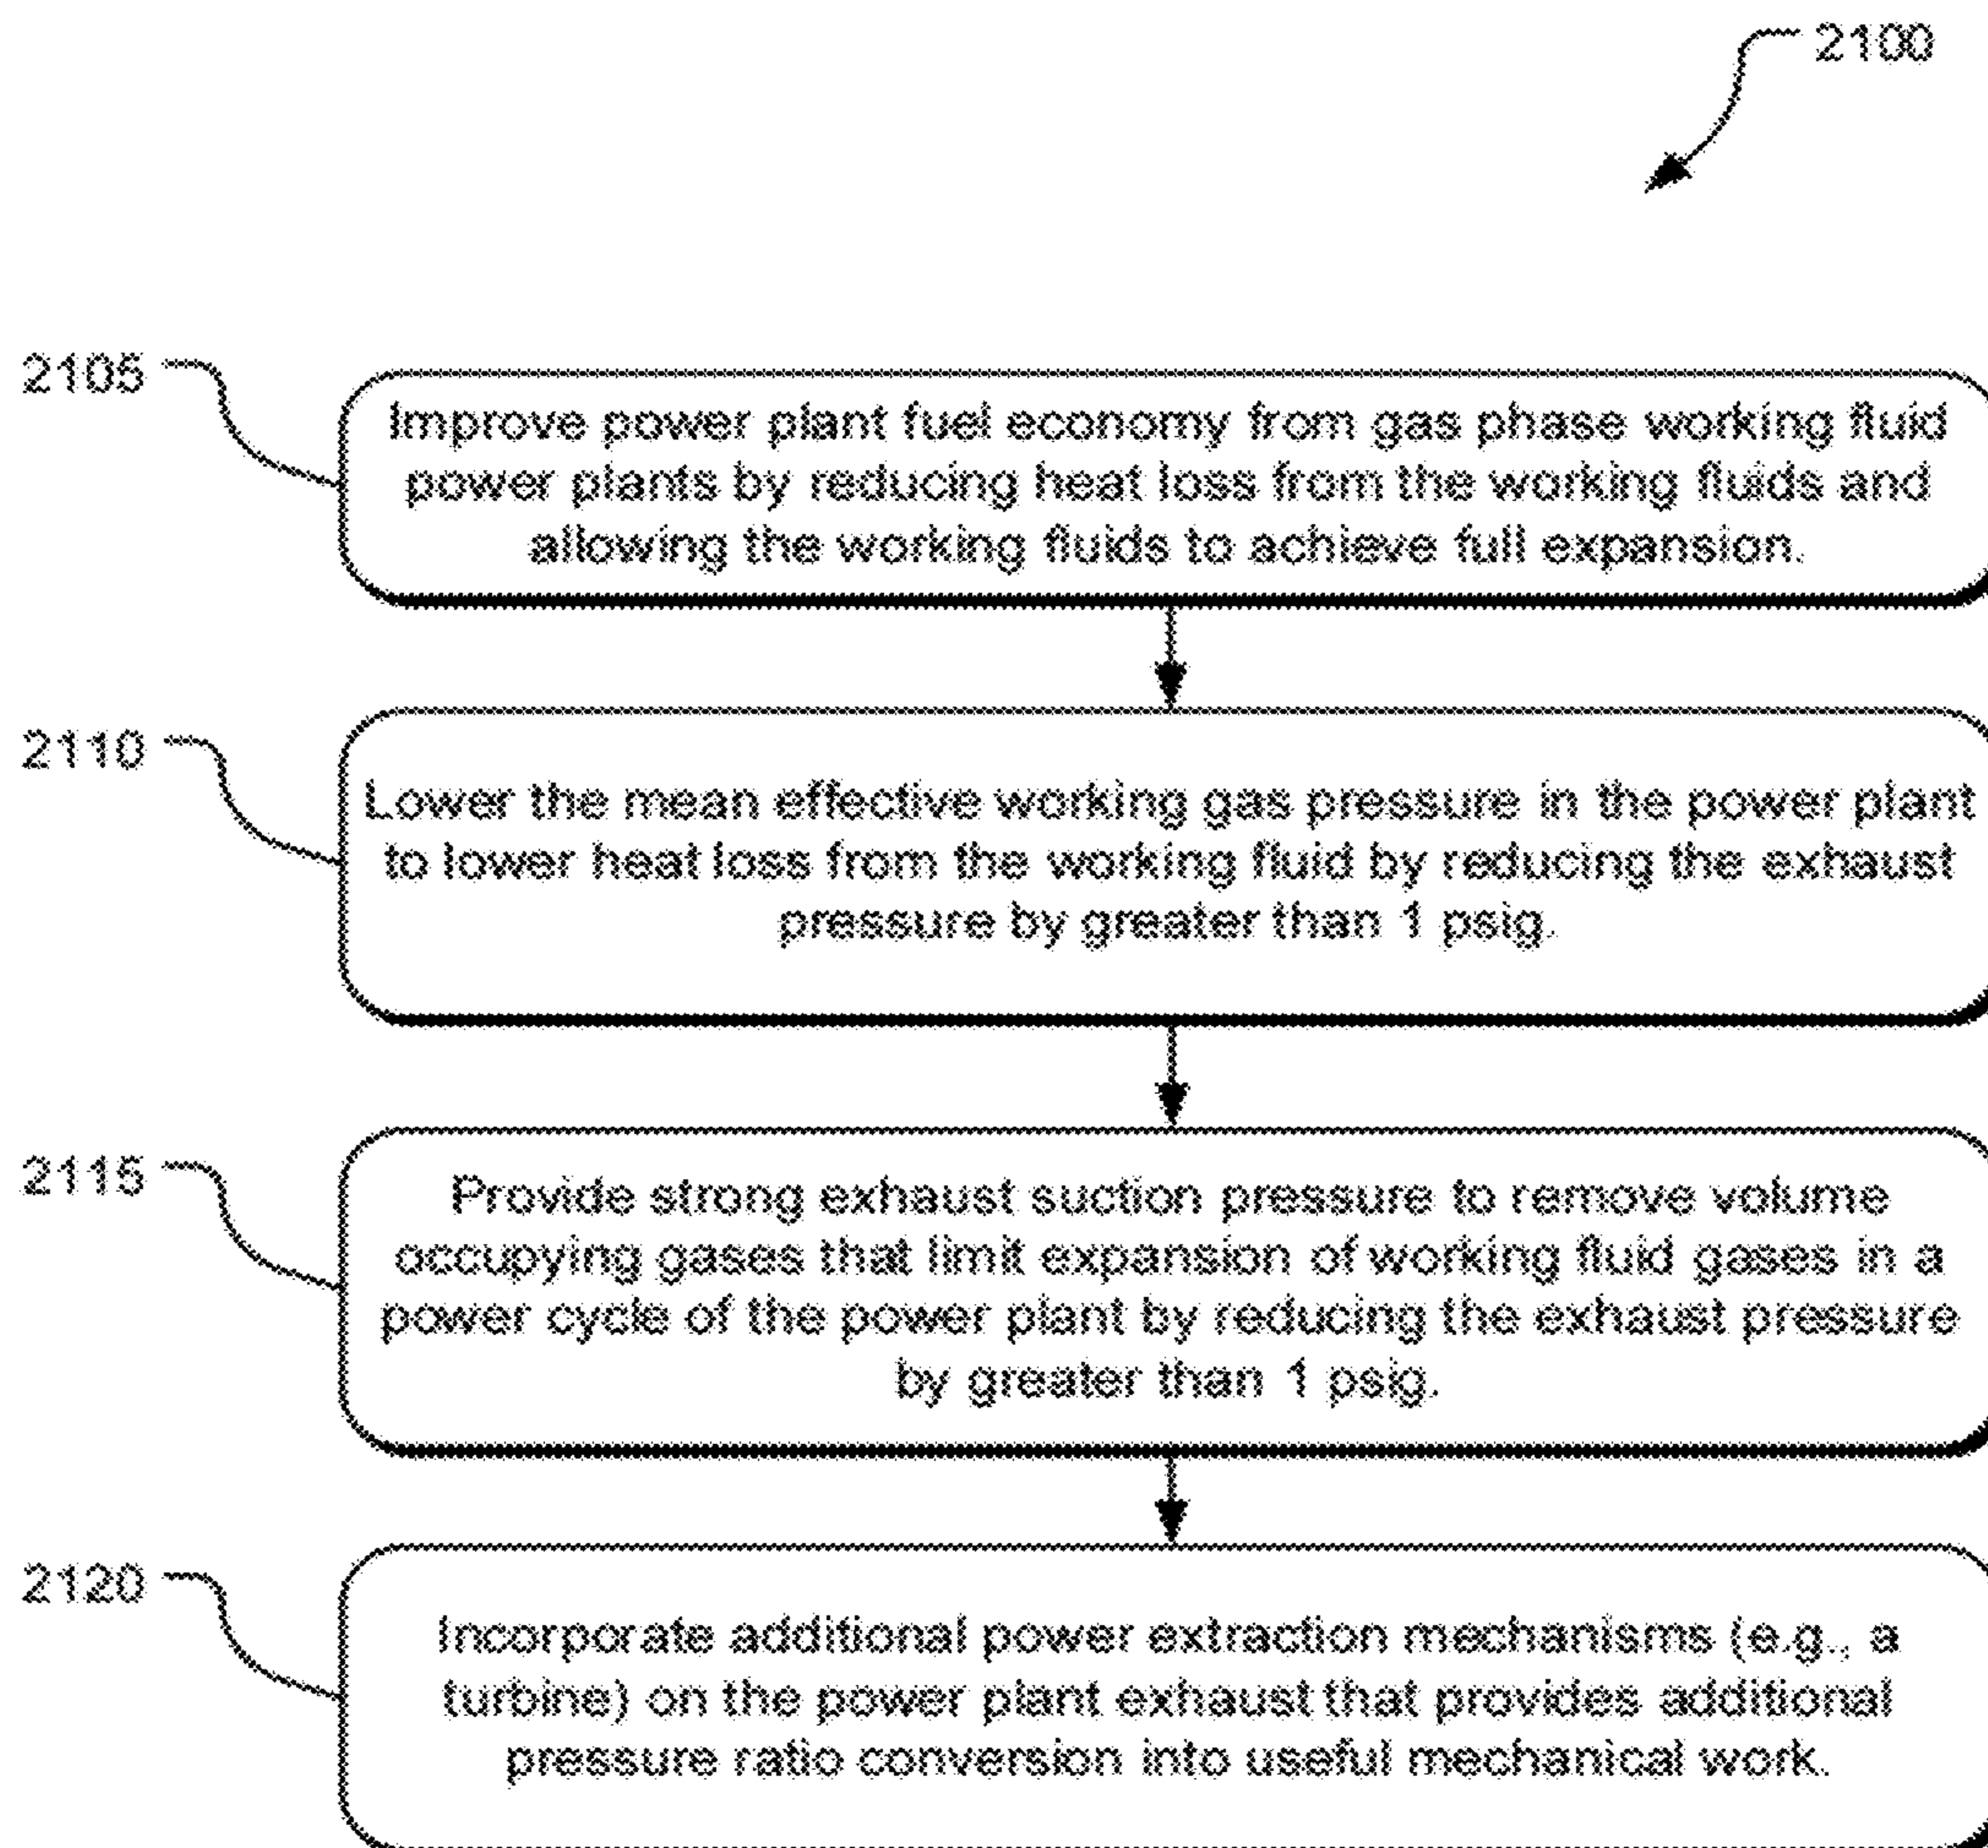 2100
2105
Improve power plant fuel economy from gas phase working fluid
power plants by reducing heat loss from the working fluids and
allowing the working fluids to achieve full expansion.
2110
Lower the mean effective working gas pressure in the power plant
to lower heat loss from the working fluid by reducing the exhaust
pressure by greater than 1 psig.
2115
Provide strong exhaust suction pressure to remove volume
occupying gases that limit expansion of working fluid gases in a
power cycle of the power plant by reducing the exhaust pressure
by greater than 1 psig.
2120
Incorporate additional power extraction mechanisms (e.g., a
turbine) on the power plant exhaust that provides additional
pressure ratio conversion into useful mechanical work.